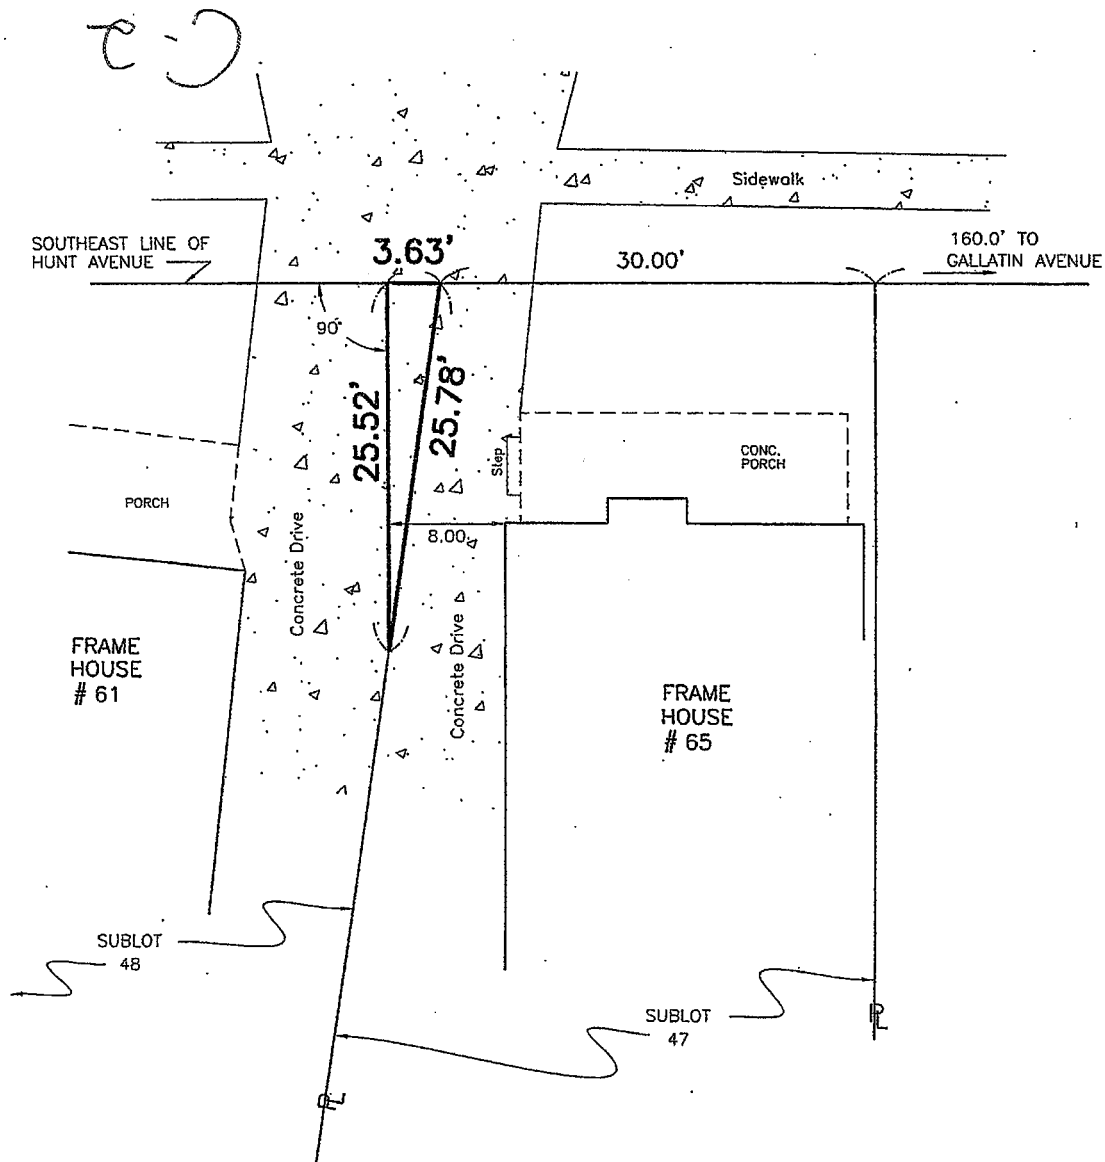 Sidewalk
SOUTHEAST LINE OF
HUNT AVENUE
3.63'
30.00'
160.0' TO
GALLATIN AVENUE
90°
25.52'
25.78'
Step
CONC.
PORCH
PORCH
8.00
Concrete Drive
Concrete Drive
FRAME
HOUSE
# 61
FRAME
HOUSE
# 65
SUBLOT
48
SUBLOT
47
PL
PL